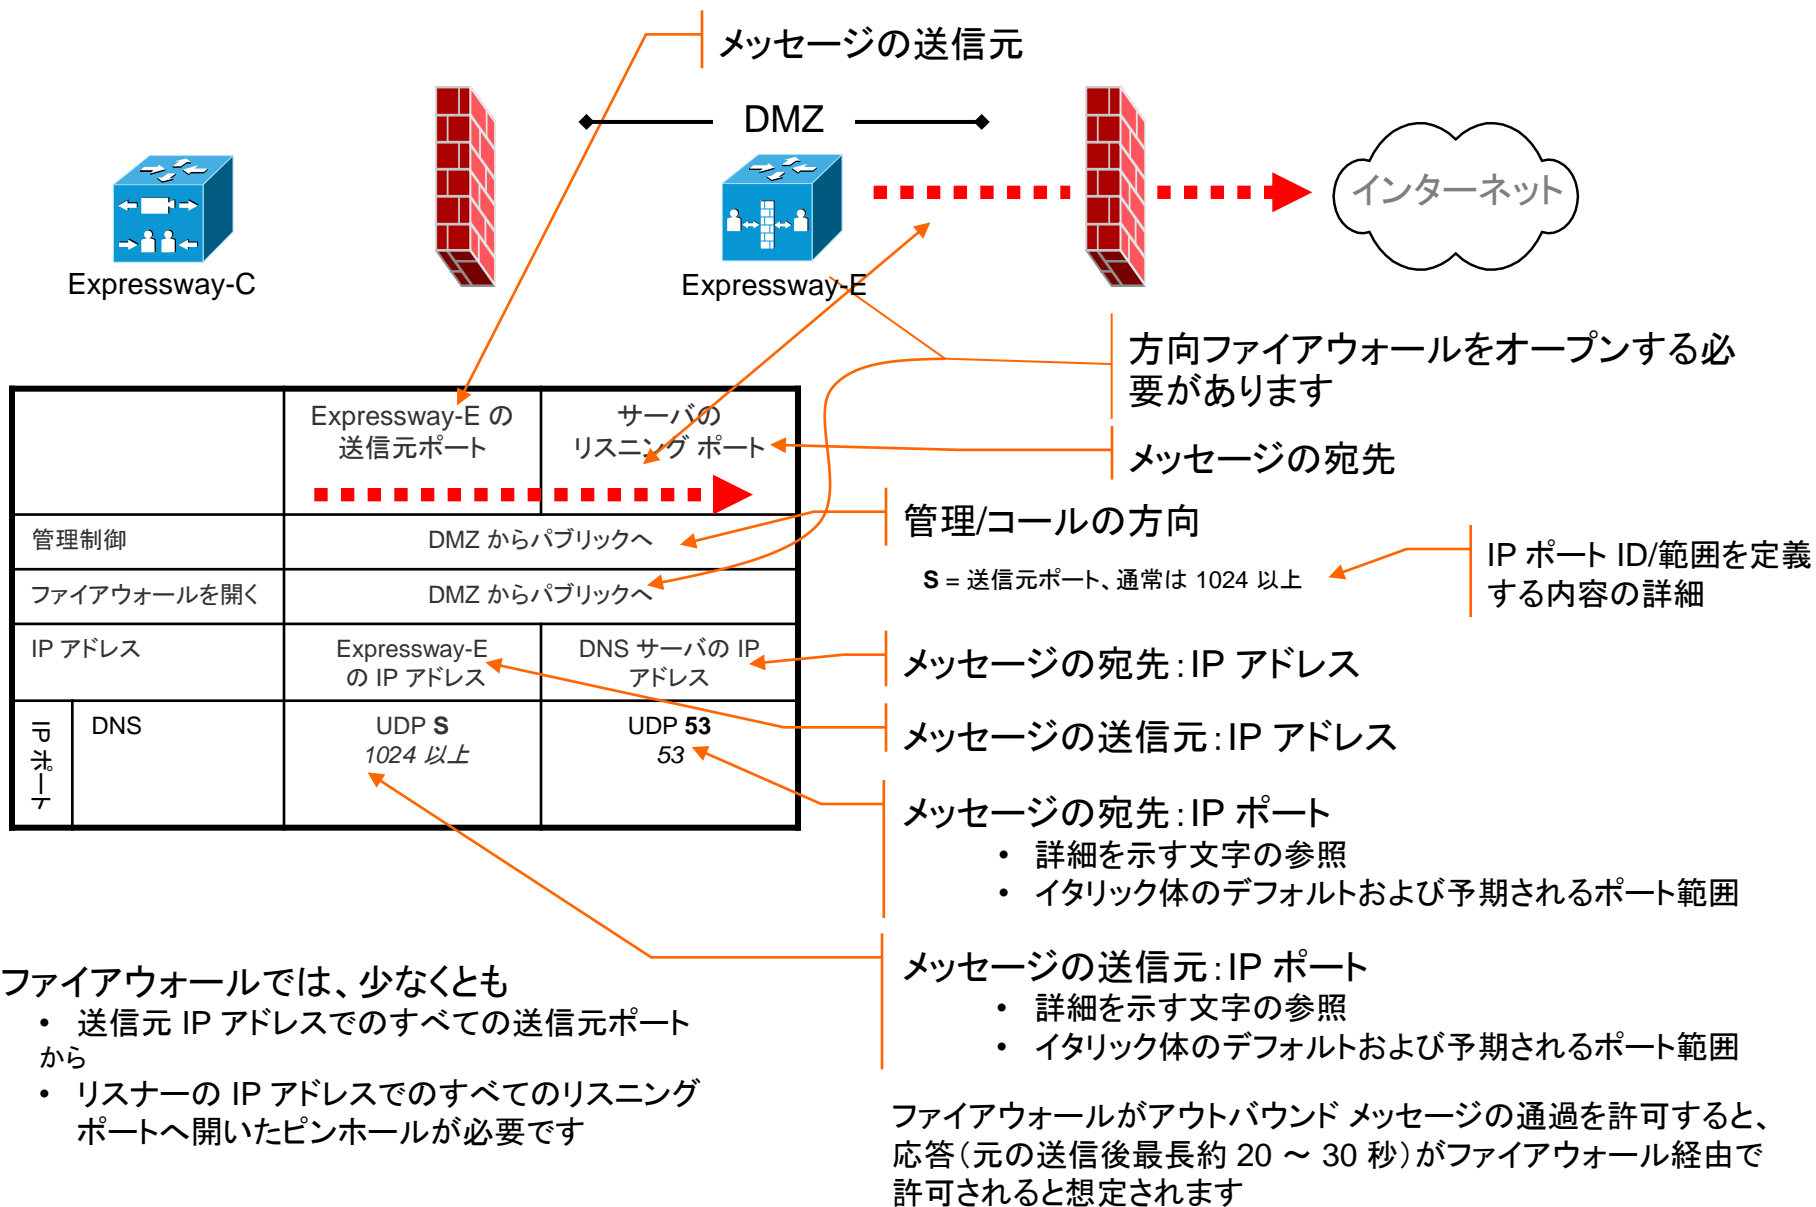 メッセージの送信元
DMZ
インターネット
Expressway-C
Expressway-E
方向ファイアウォールをオープンする必
要があります
メッセージの宛先
Expressway-E の
送信元ポート
サーバの
リスニング ポート
管理制御
DMZ からパブリックへ
ファイアウォールを開く
DMZ からパブリックへ
IP アドレス
Expressway-E
の IP アドレス
DNS サーバの IP
アドレス
IP ポート
DNS
UDP S
1024 以上
UDP 53
53
管理/コールの方向
S = 送信元ポート、通常は 1024 以上
IP ポート ID/範囲を定義
する内容の詳細
メッセージの宛先：IP アドレス
メッセージの送信元：IP アドレス
メッセージの宛先：IP ポート
• 詳細を示す文字の参照
• イタリック体のデフォルトおよび予期されるポート範囲
メッセージの送信元：IP ポート
• 詳細を示す文字の参照
• イタリック体のデフォルトおよび予期されるポート範囲
ファイアウォールでは、少なくとも
• 送信元 IP アドレスでのすべての送信元ポート
から
• リスナーの IP アドレスでのすべてのリスニング
ポートへ開いたピンホールが必要です
ファイアウォールがアウトバウンド メッセージの通過を許可すると、
応答（元の送信後最長約 20 ～ 30 秒）がファイアウォール経由で
許可されると想定されます